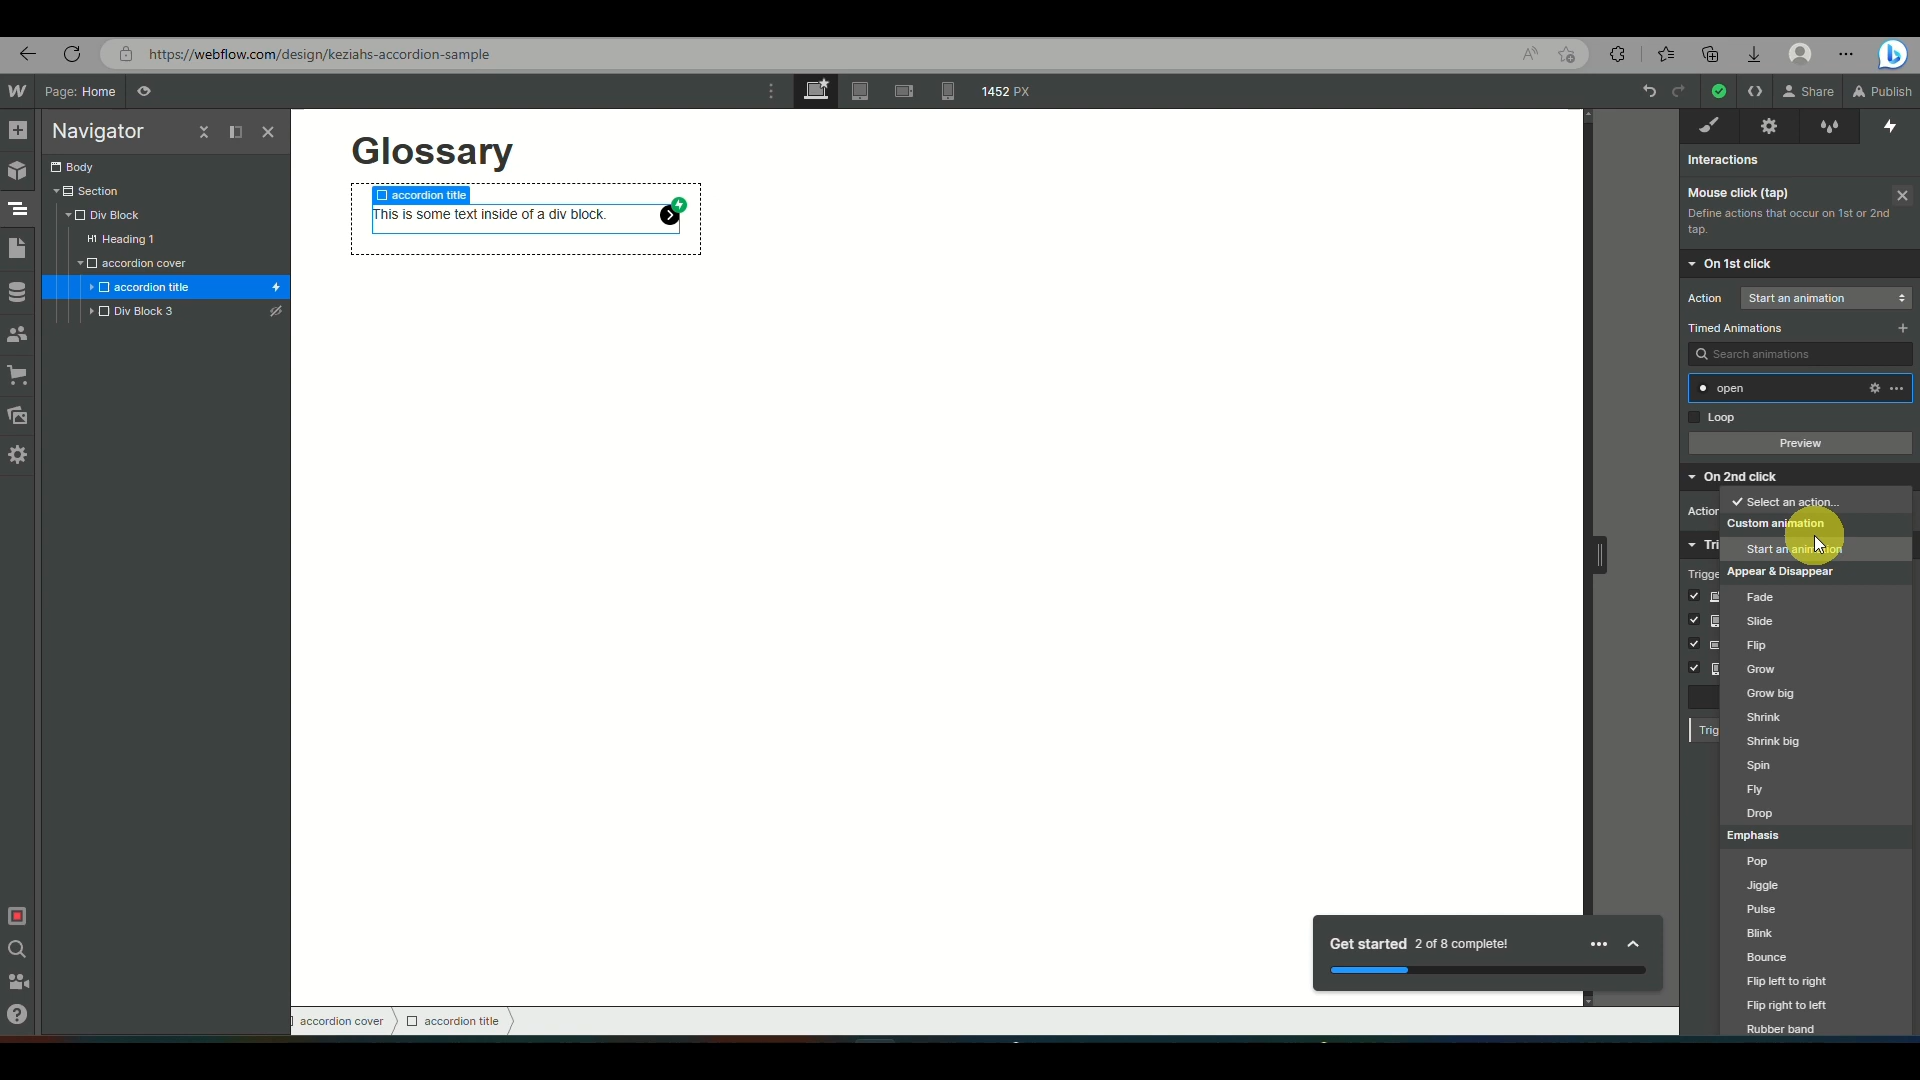 https://webflow.com/design/keziahs-accordion-sample
Page: Home
1452 PX
Share
Publish
Navigator
Body
Section
Div Block
H1 Heading 1
accordion cover
accordion title
Div Block 3
Glossary
accordion title
This is some text inside of a div block.
Interactions
Mouse click (tap)
Define actions that occur on 1st or 2nd
tap.
On 1st click
Action Start an animation
Timed Animations
Search animations
open
Loop
Preview
On 2nd click
Select an action...
Action
Custom animation
Start an animation
Tri
Appear & Disappear
Trigge
Fade
Slide
Flip
Grow
Grow big
Shrink
Trig
Shrink big
Spin
Fly
Drop
Emphasis
Pop
Jiggle
Pulse
Blink
Bounce
Flip left to right
Flip right to left
Rubber band
Get started 2 of 8 complete!
accordion cover
accordion title